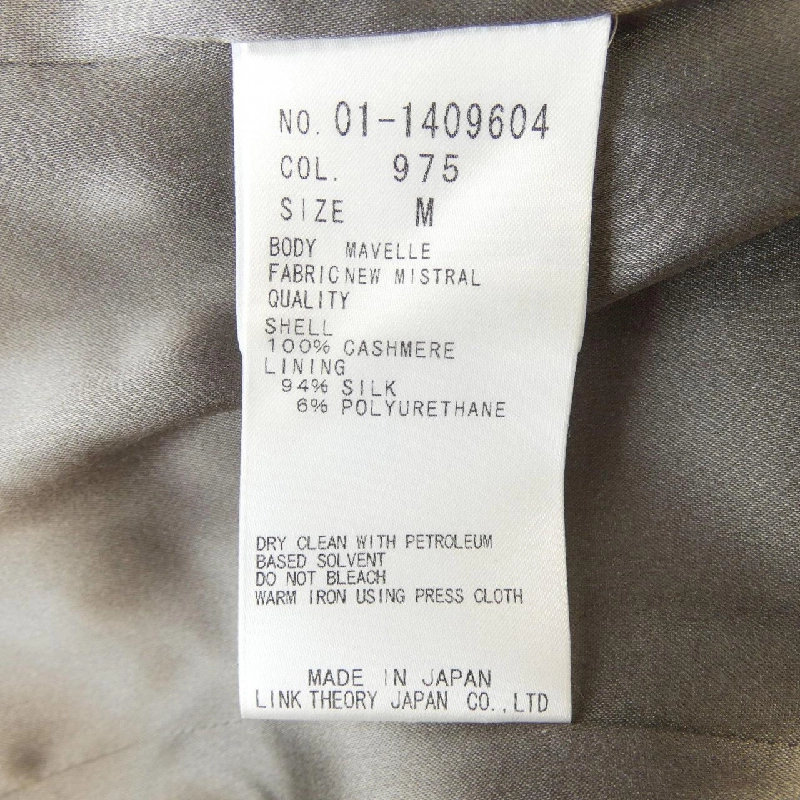 NO. 01-1409604
COL. 975
SIZE M
BODY MAVELLE
FABRIC NEW MISTRAL
QUALITY
SHELL
100% CASHMERE
LINING
94% SILK
6% POLYURETHANE
DRY CLEAN WITH PETROLEUM
BASED SOLVENT
DO NOT BLEACH
WARM IRON USING PRESS CLOTH
MADE IN JAPAN
LINK THEORY JAPAN CO.,LTD